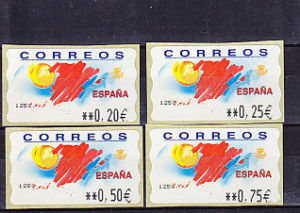 CORREOS
ESPAÑA
**0,20€
CORREOS
ESPAÑA
**0,25€
CORREOS
ESPAÑA
**0,50€
CORREOS
ESPAÑA
**0,75€